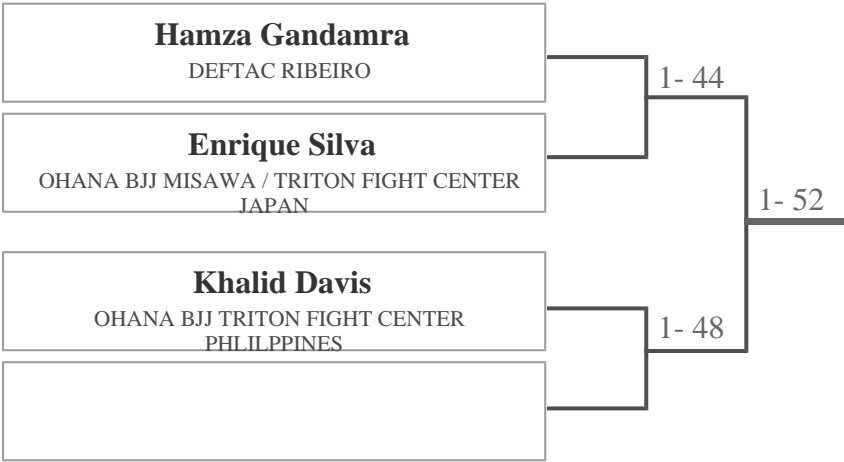 Hamza Gandamra
DEFTAC RIBEIRO
1- 44
Enrique Silva
OHANA BJJ MISAWA / TRITON FIGHT CENTER
JAPAN
1- 52
Khalid Davis
OHANA BJJ TRITON FIGHT CENTER
PHLILPPINES
1- 48